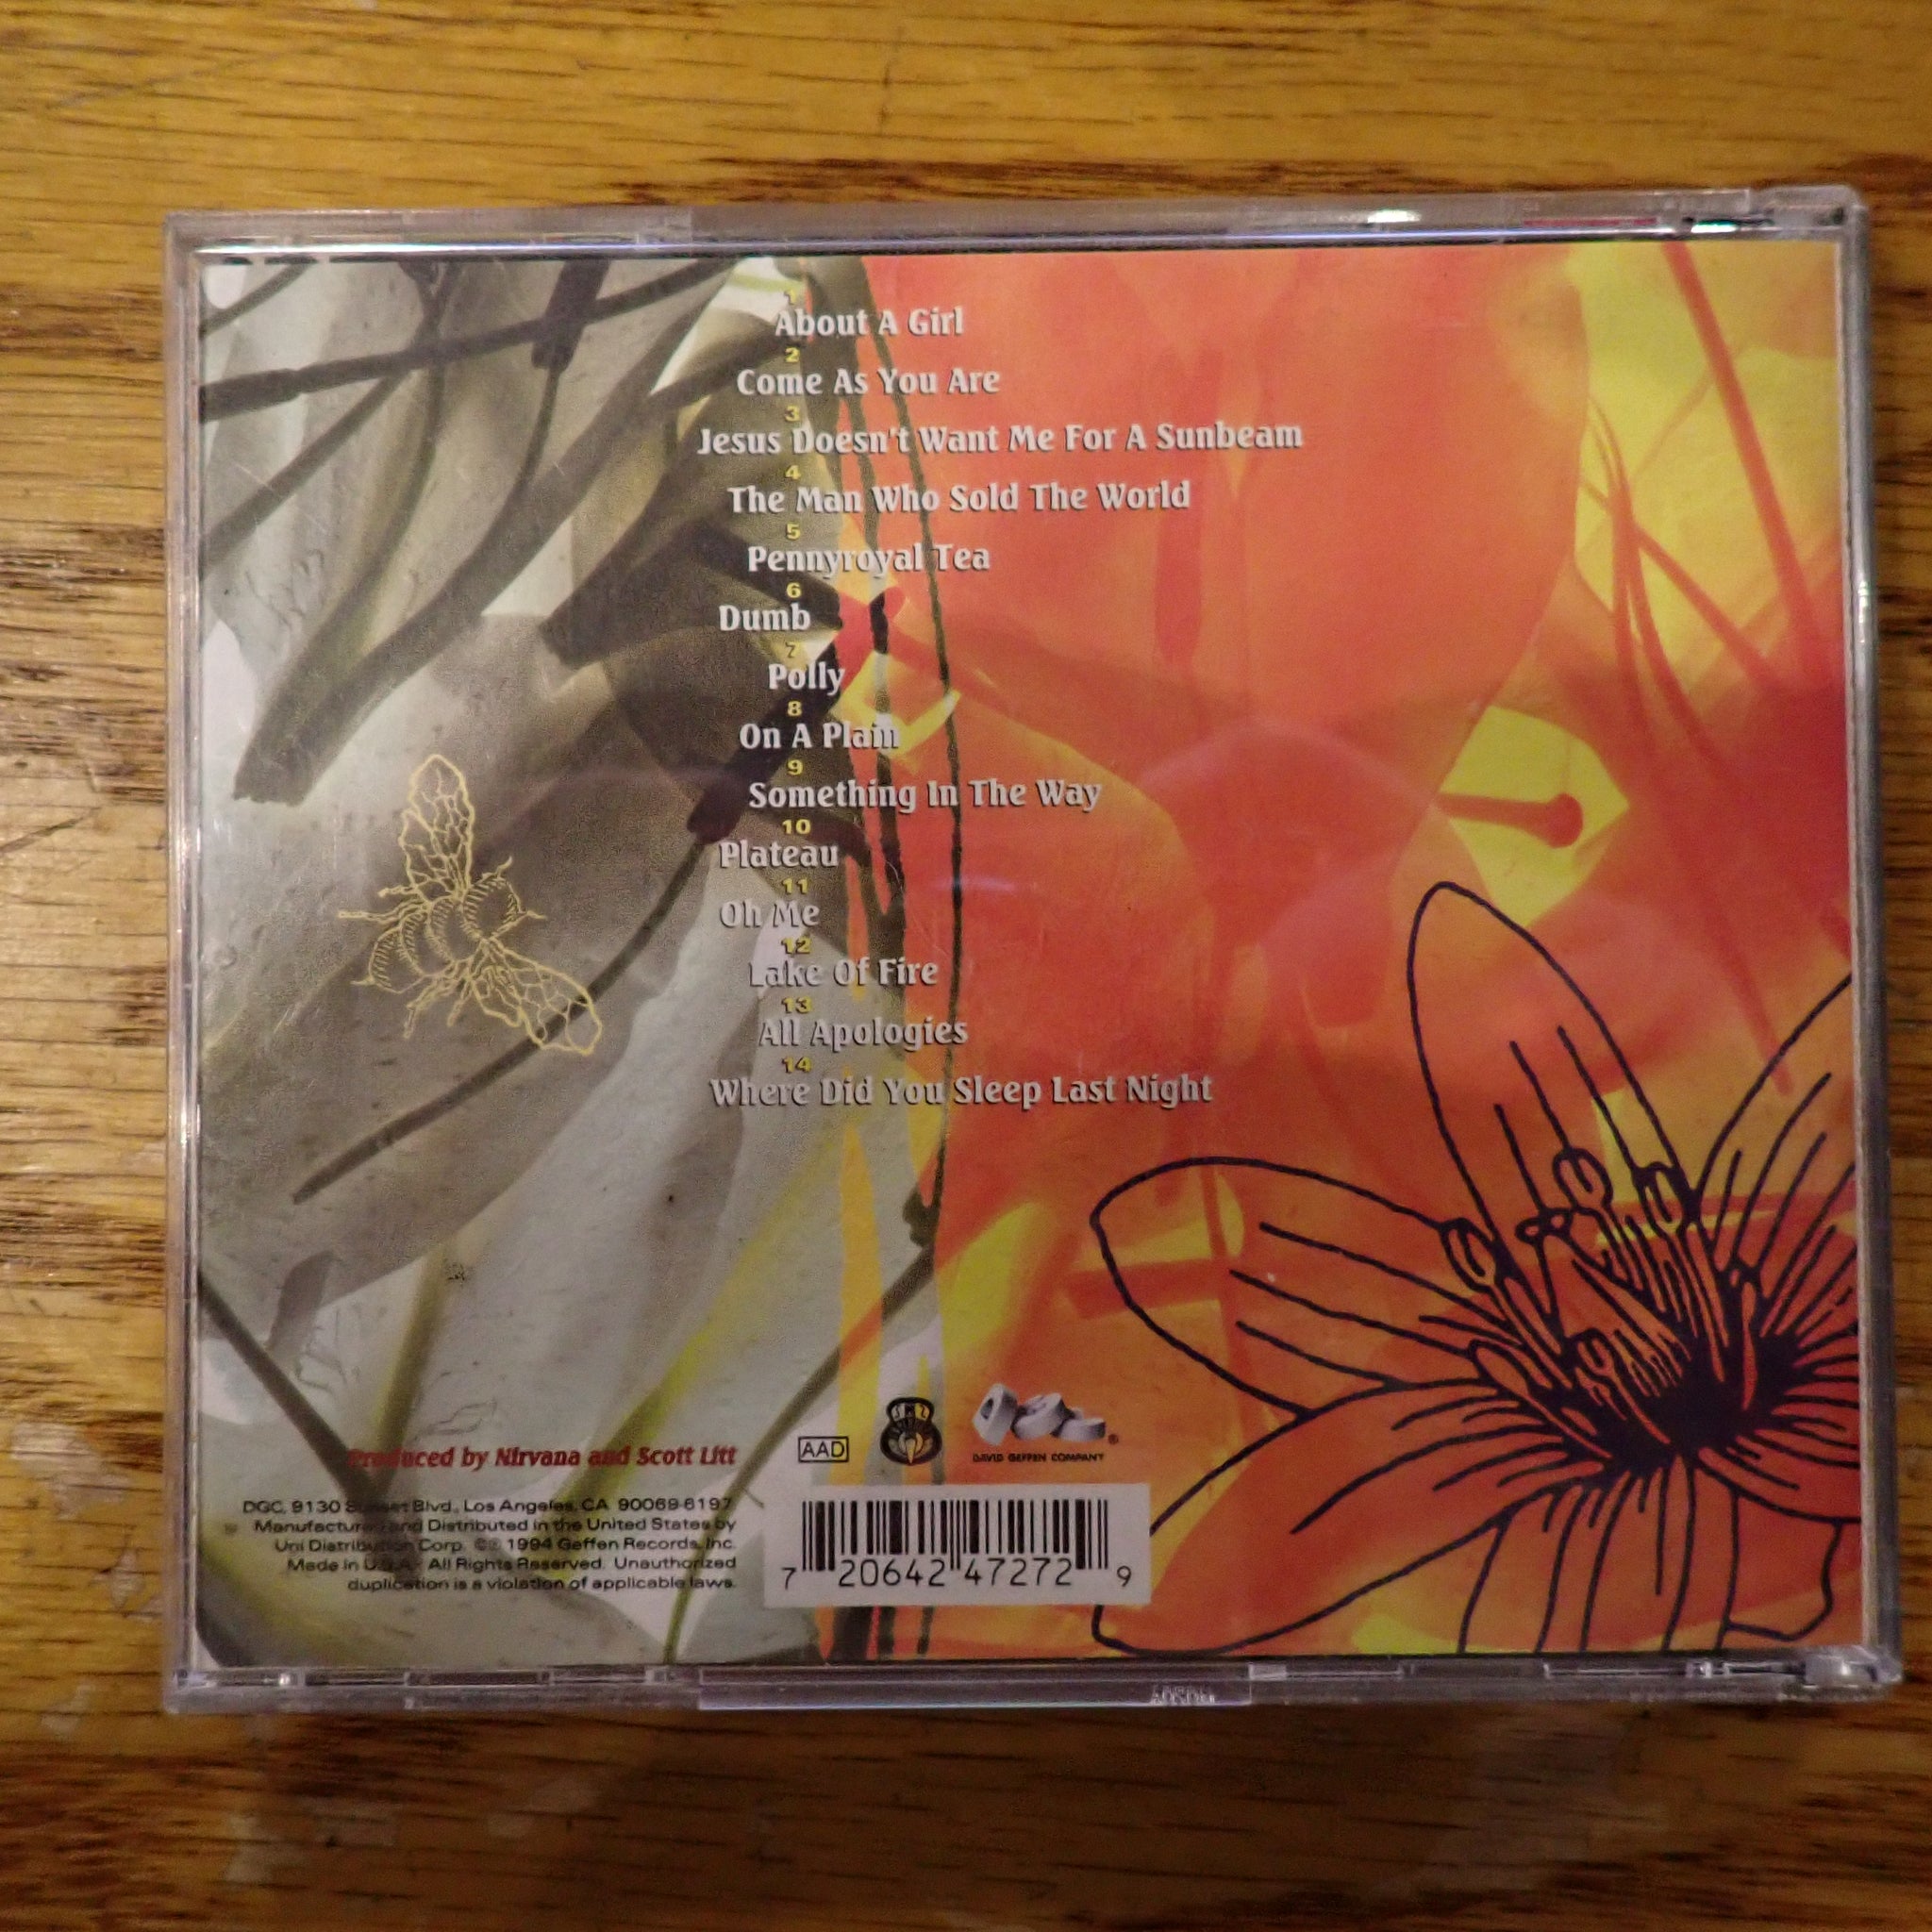 1
About A Girl
2
Come As You Are
3
Jesus Doesn't Want Me For A Sunbeam
4
The Man Who Sold The World
5
Pennyroyal Tea
6
Dumb
7
Polly
8
On A Plain
9
Something In The Way
10
Plateau
11
Oh Me
12
Lake Of Fire
13
All Apologies
14
Where Did You Sleep Last Night
Produced by Nirvana and Scott Litt
AAD
DAVID GEFFEN COMPANY®
DGC, 9130 Sunset Blvd., Los Angeles, CA 90069-6197
Manufactured and Distributed in the United States by
Uni Distribution Corp. ©℗ 1994 Geffen Records, Inc.
Made in U.S.A. All Rights Reserved. Unauthorized
duplication is a violation of applicable laws.
7 20642 47272 9